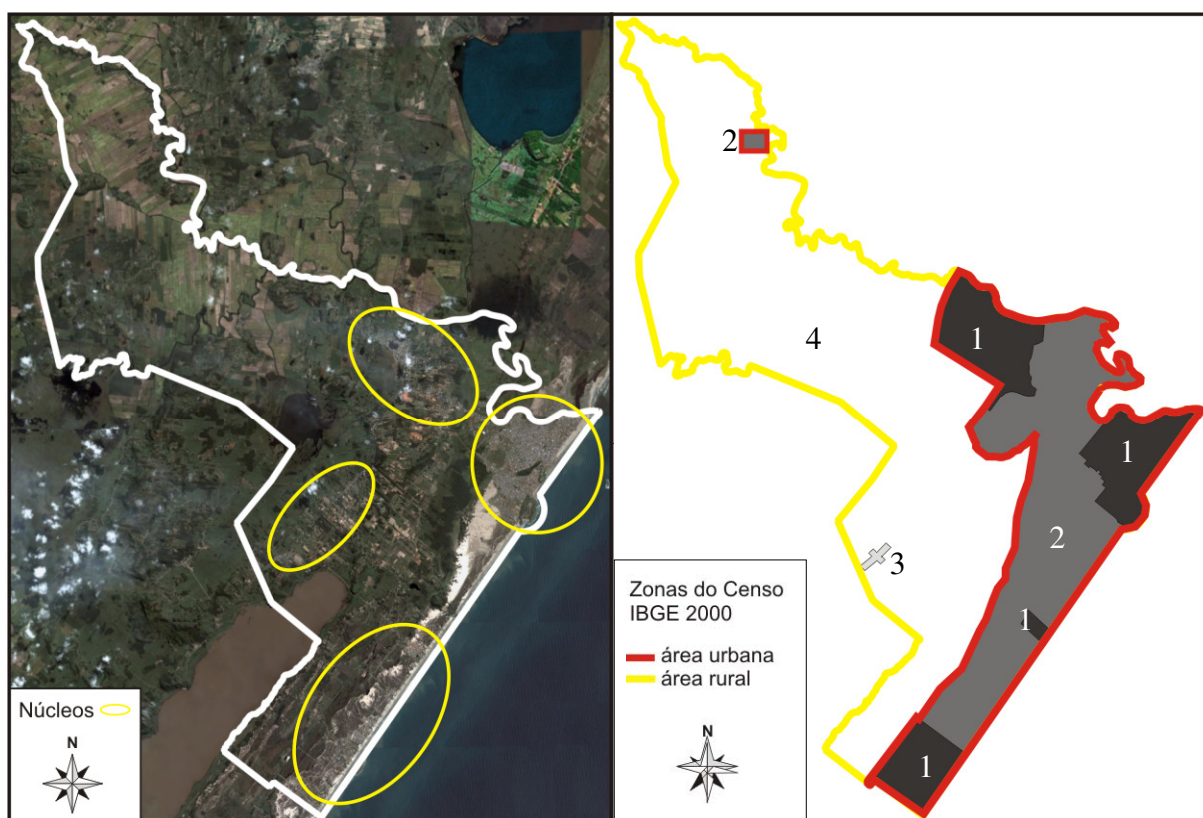 Núcleos
N
2
1
4
1
3
2
1
1
Zonas do Censo
IBGE 2000
área urbana
área rural
N